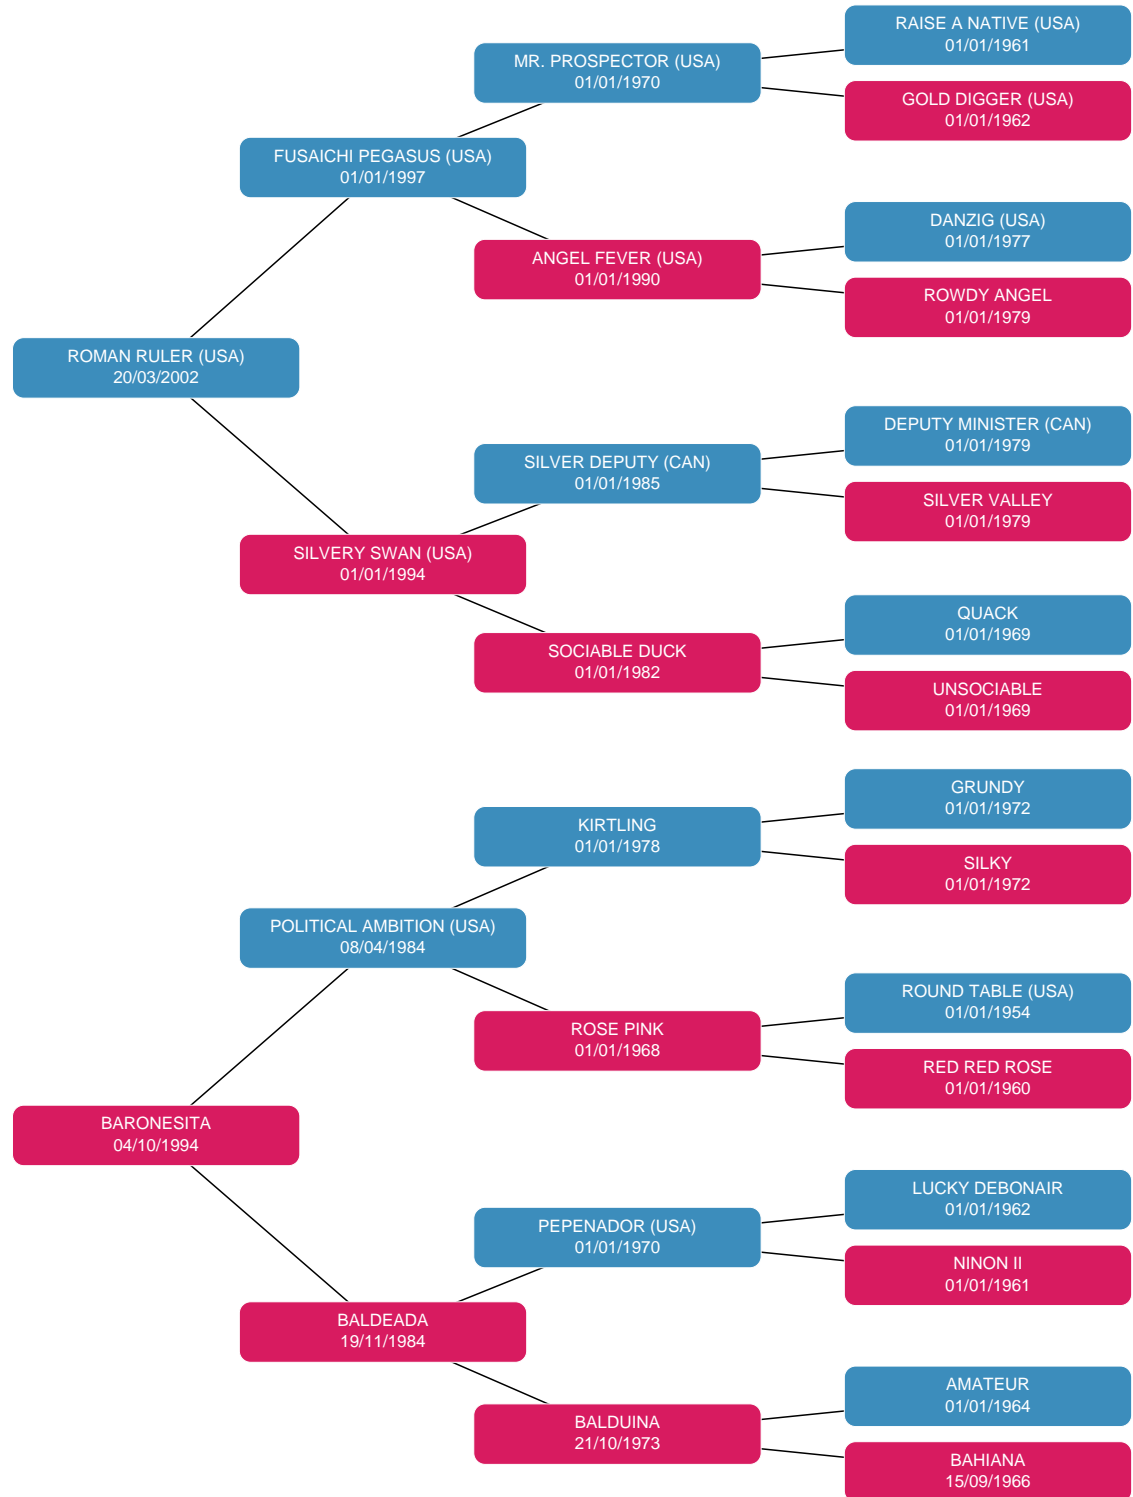 RAISE A NATIVE (USA)
01/01/1961
MR. PROSPECTOR (USA)
01/01/1970
GOLD DIGGER (USA)
01/01/1962
FUSAICHI PEGASUS (USA)
01/01/1997
DANZIG (USA)
01/01/1977
ANGEL FEVER (USA)
01/01/1990
ROWDY ANGEL
01/01/1979
ROMAN RULER (USA)
20/03/2002
DEPUTY MINISTER (CAN)
01/01/1979
SILVER DEPUTY (CAN)
01/01/1985
SILVER VALLEY
01/01/1979
SILVERY SWAN (USA)
01/01/1994
QUACK
01/01/1969
SOCIABLE DUCK
01/01/1982
UNSOCIABLE
01/01/1969
GRUNDY
01/01/1972
KIRTLING
01/01/1978
SILKY
01/01/1972
POLITICAL AMBITION (USA)
08/04/1984
ROUND TABLE (USA)
01/01/1954
ROSE PINK
01/01/1968
RED RED ROSE
01/01/1960
BARONESITA
04/10/1994
LUCKY DEBONAIR
01/01/1962
PEPENADOR (USA)
01/01/1970
NINON II
01/01/1961
BALDEADA
19/11/1984
AMATEUR
01/01/1964
BALDUINA
21/10/1973
BAHIANA
15/09/1966